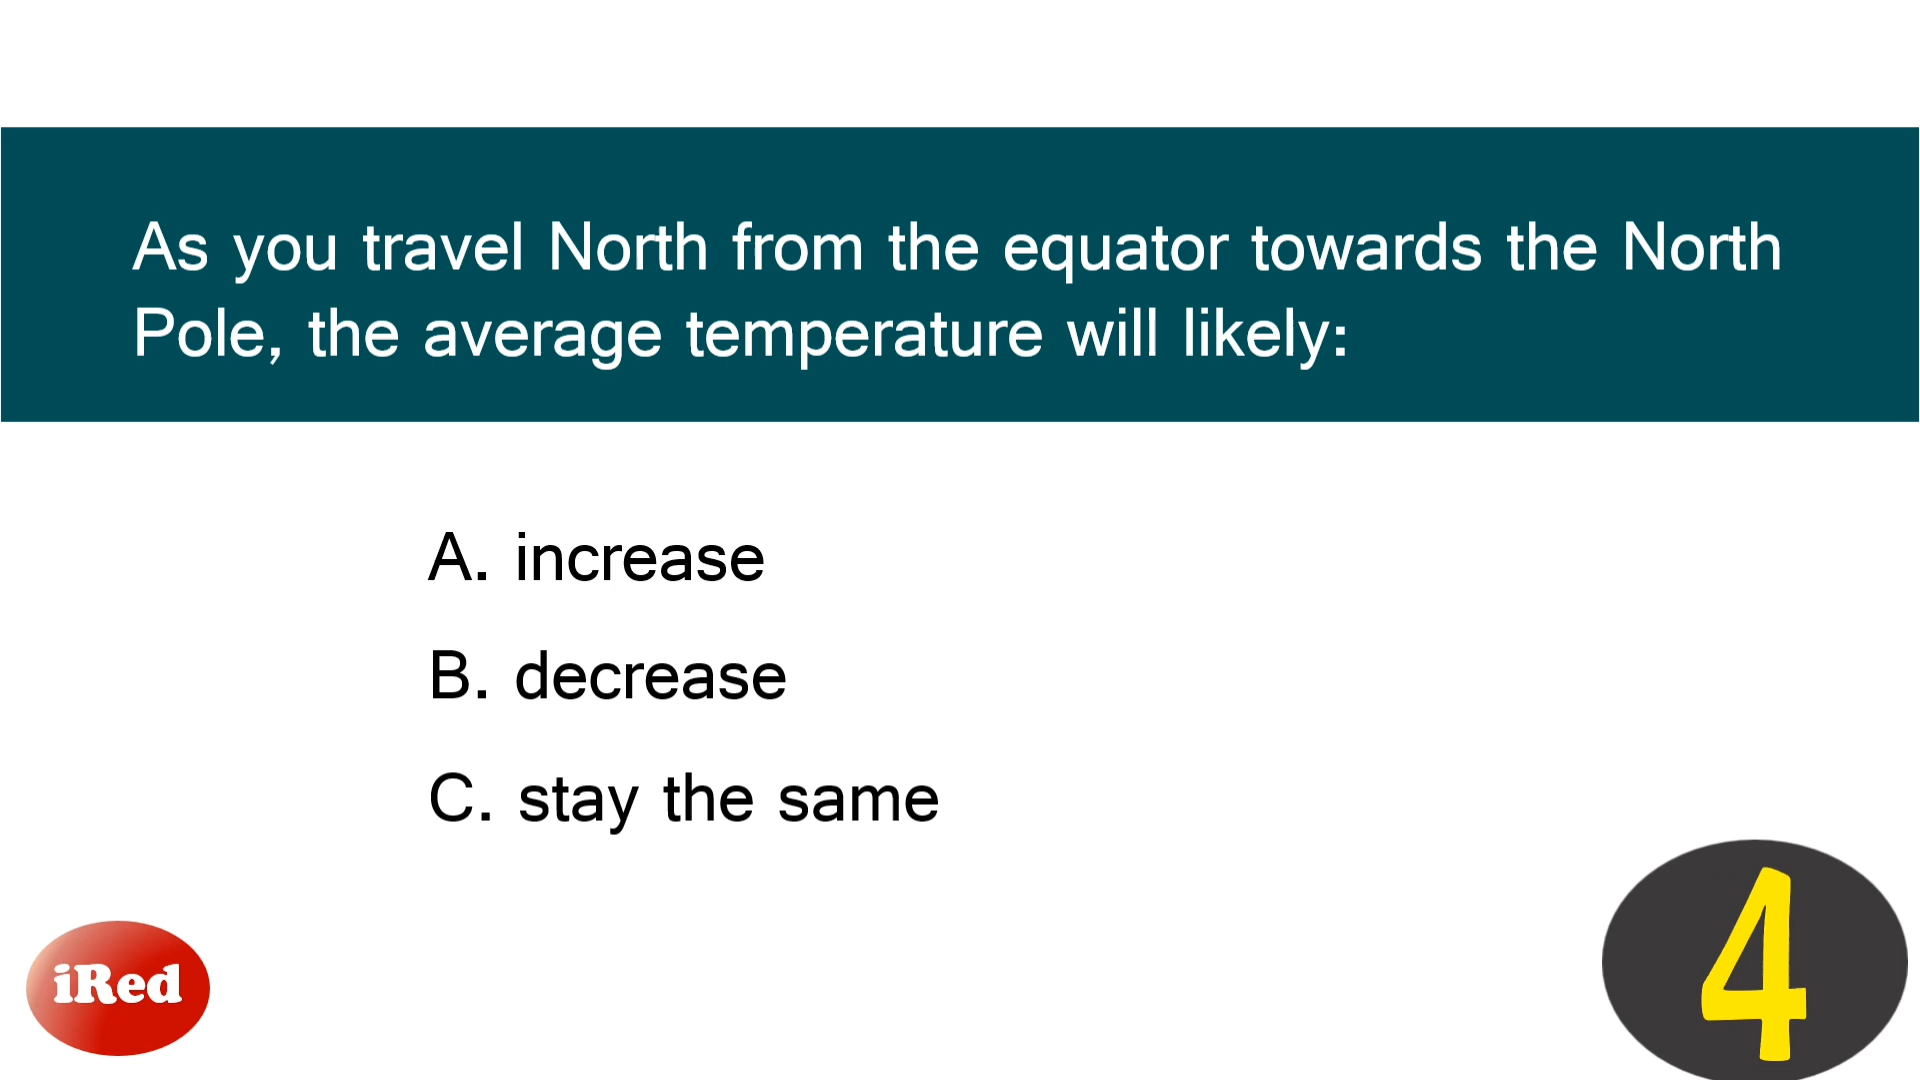 As you travel North from the equator towards the North
Pole, the average temperature will likely:
A. increase
B. decrease
C. stay the same
iRed
4